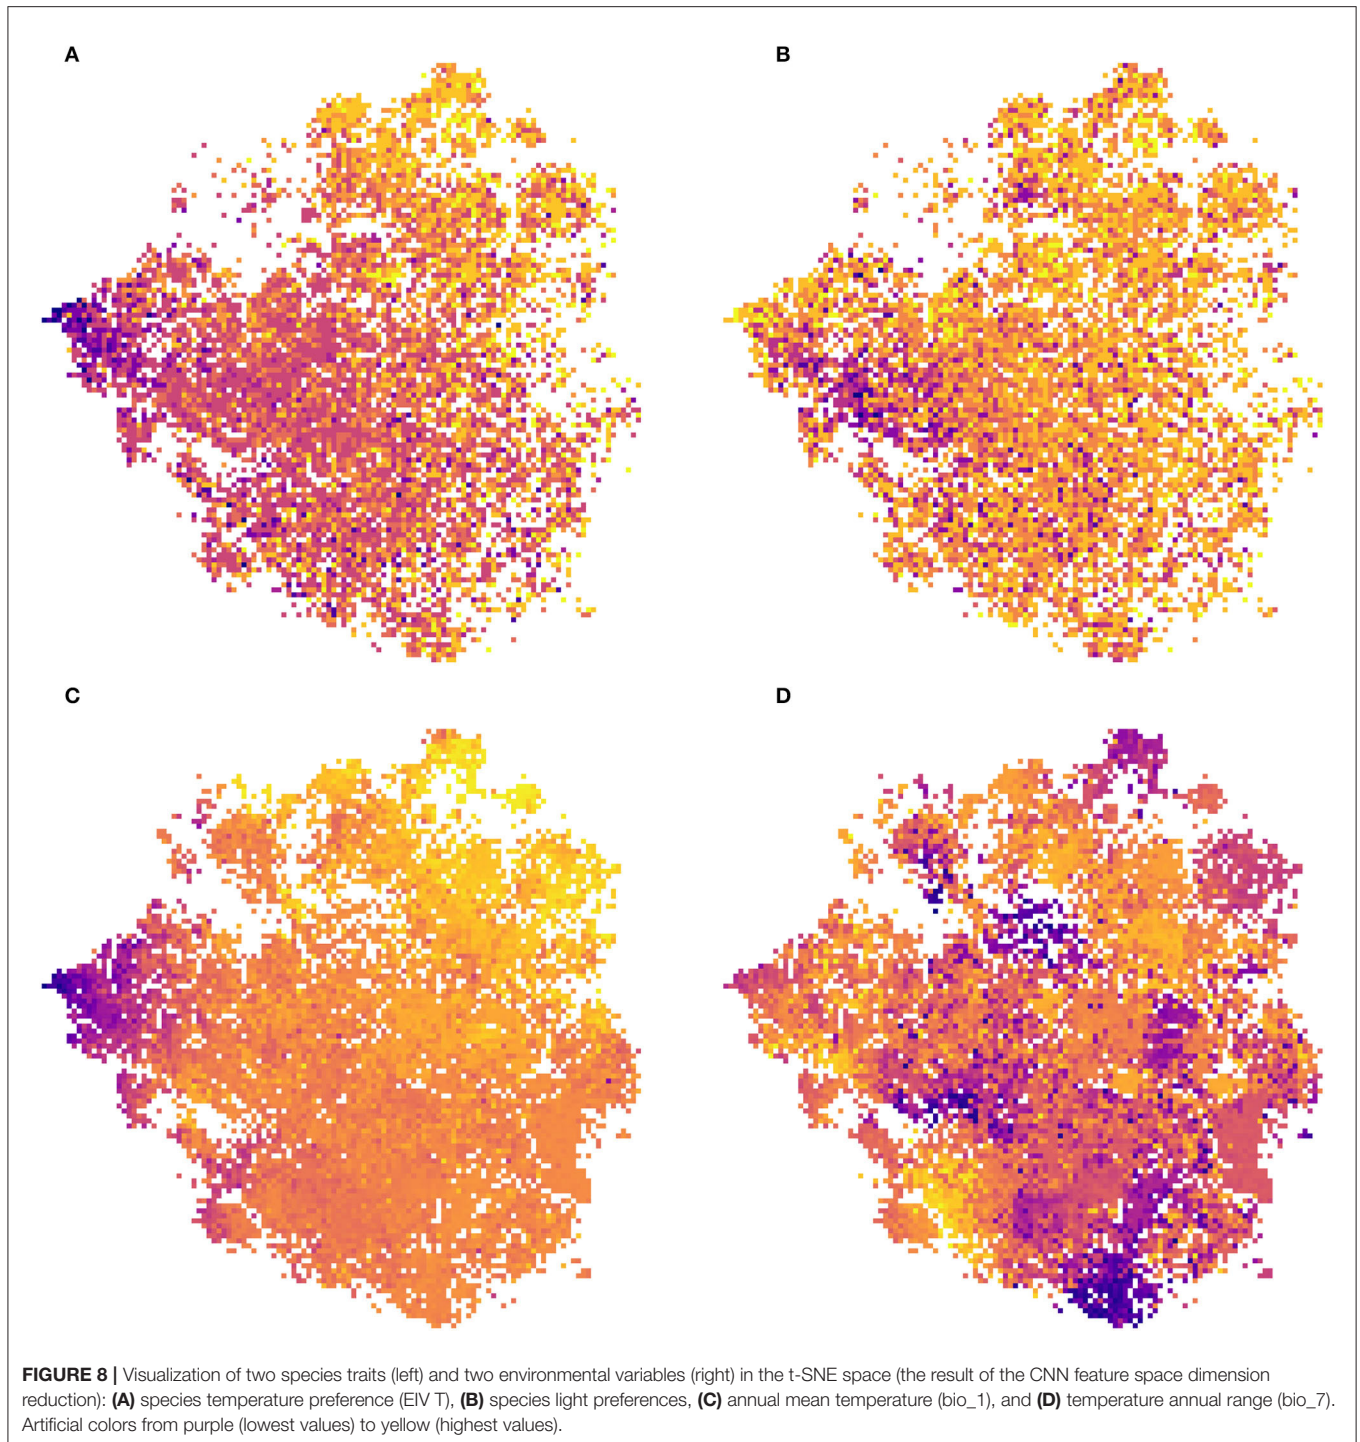 A
B
C
D
FIGURE 8 | Visualization of two species traits (left) and two environmental variables (right) in the t-SNE space (the result of the CNN feature space dimension
reduction): (A) species temperature preference (EIV T), (B) species light preferences, (C) annual mean temperature (bio_1), and (D) temperature annual range (bio_7).
Artificial colors from purple (lowest values) to yellow (highest values).